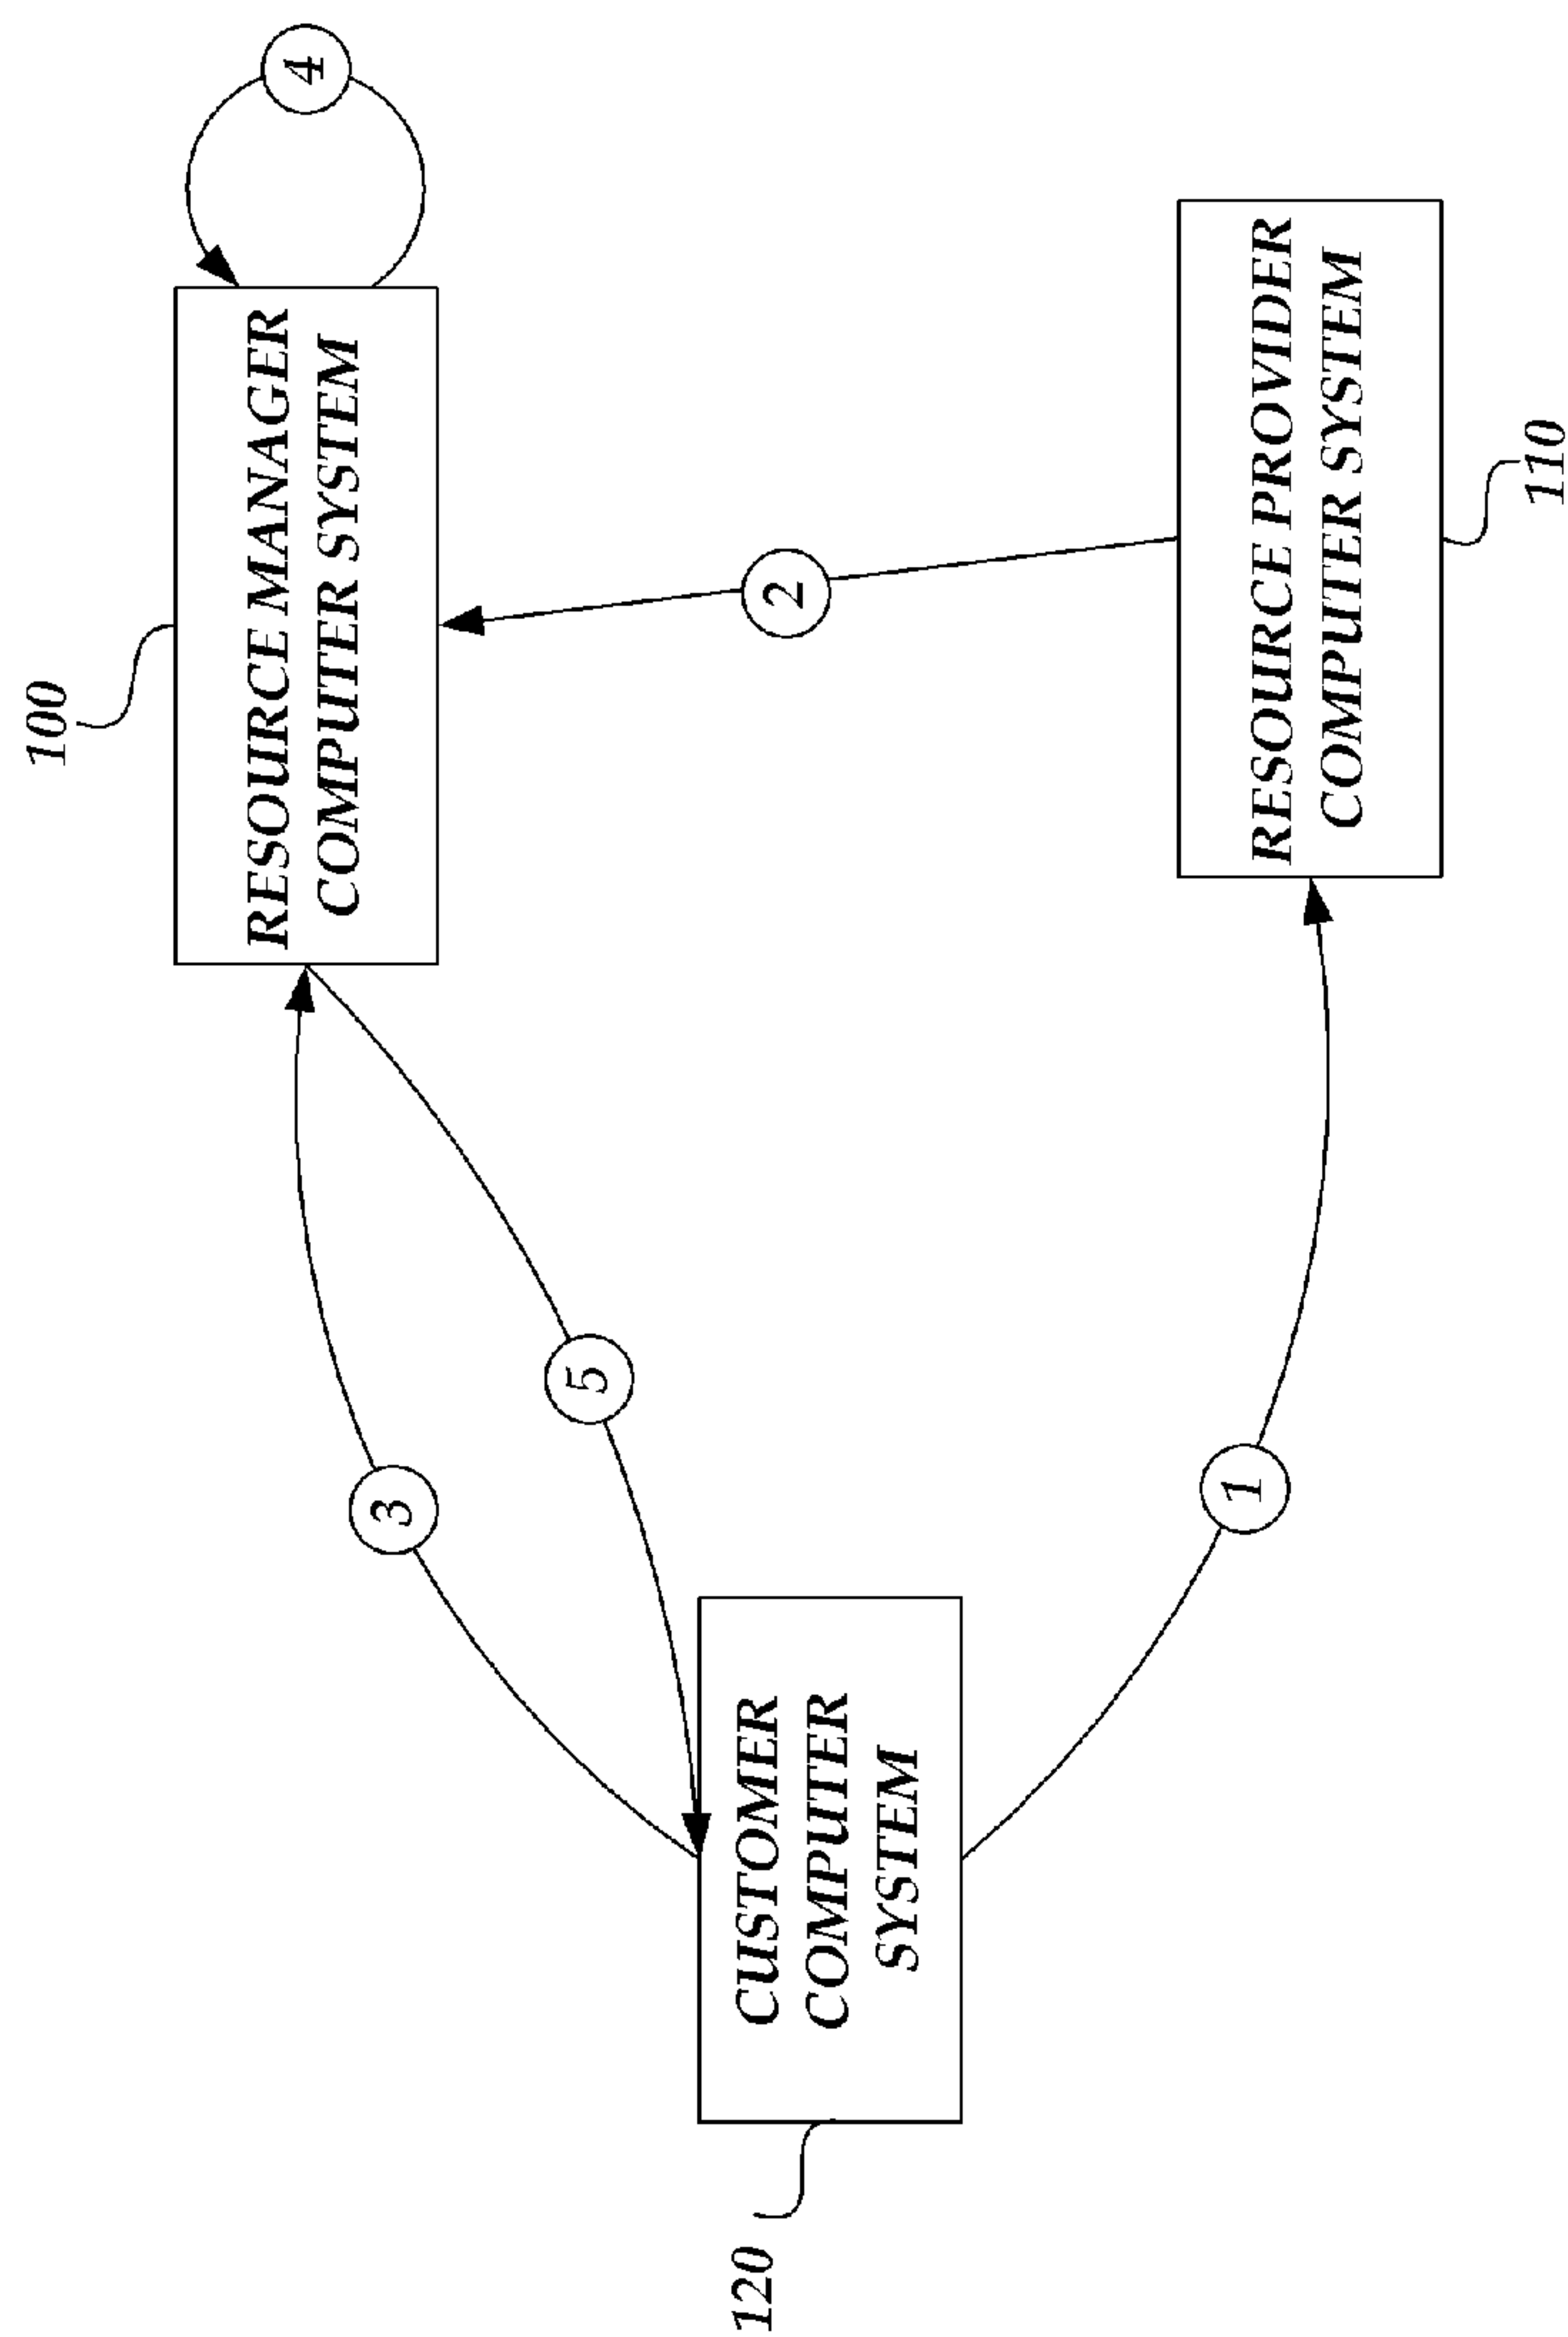 100
RESOURCE MANAGER
COMPUTER SYSTEM
4
3
5
2
120
CUSTOMER
COMPUTER
SYSTEM
1
RESOURCE PROVIDER
COMPUTER SYSTEM
110